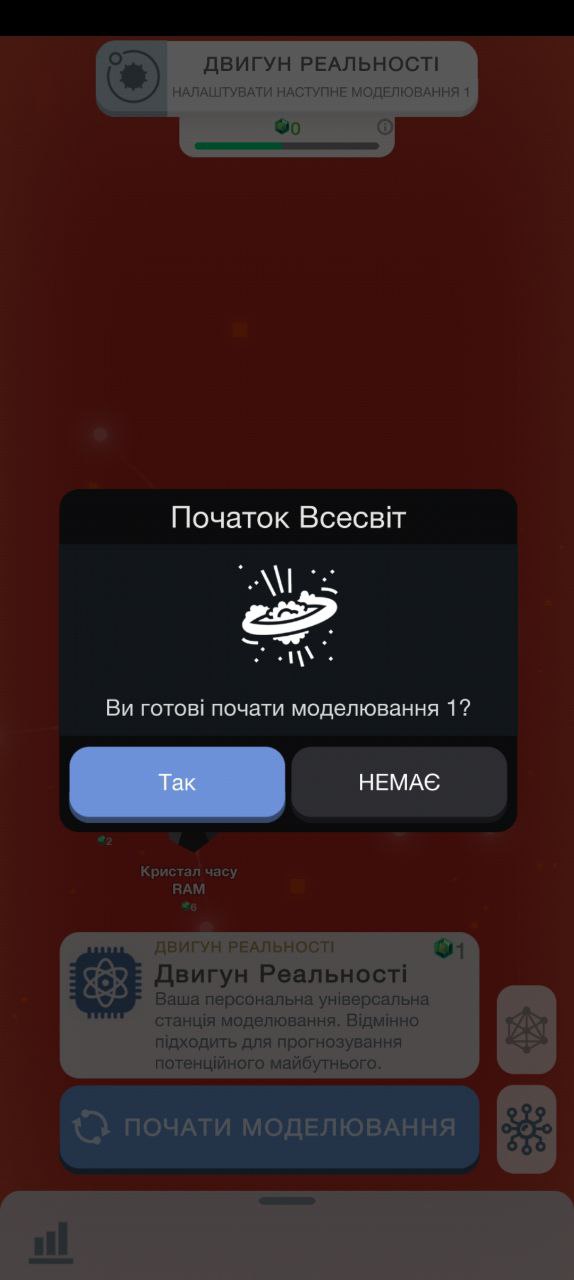 ДВИГУН РЕАЛЬНОСТІ
НАЛАШТУВАТИ НАСТУПНЕ МОДЕЛЮВАННЯ 1
0
Початок Всесвіт
Ви готові почати моделювання 1?
Так
НЕМАЄ
2
Кристал часу
RAM
6
ДВИГУН РЕАЛЬНОСТІ
1
Двигун Реальності
Ваша персональна універсальна
станція моделювання. Відмінно
підходить для прогнозування
потенційного майбутнього.
ПОЧАТИ МОДЕЛЮВАННЯ